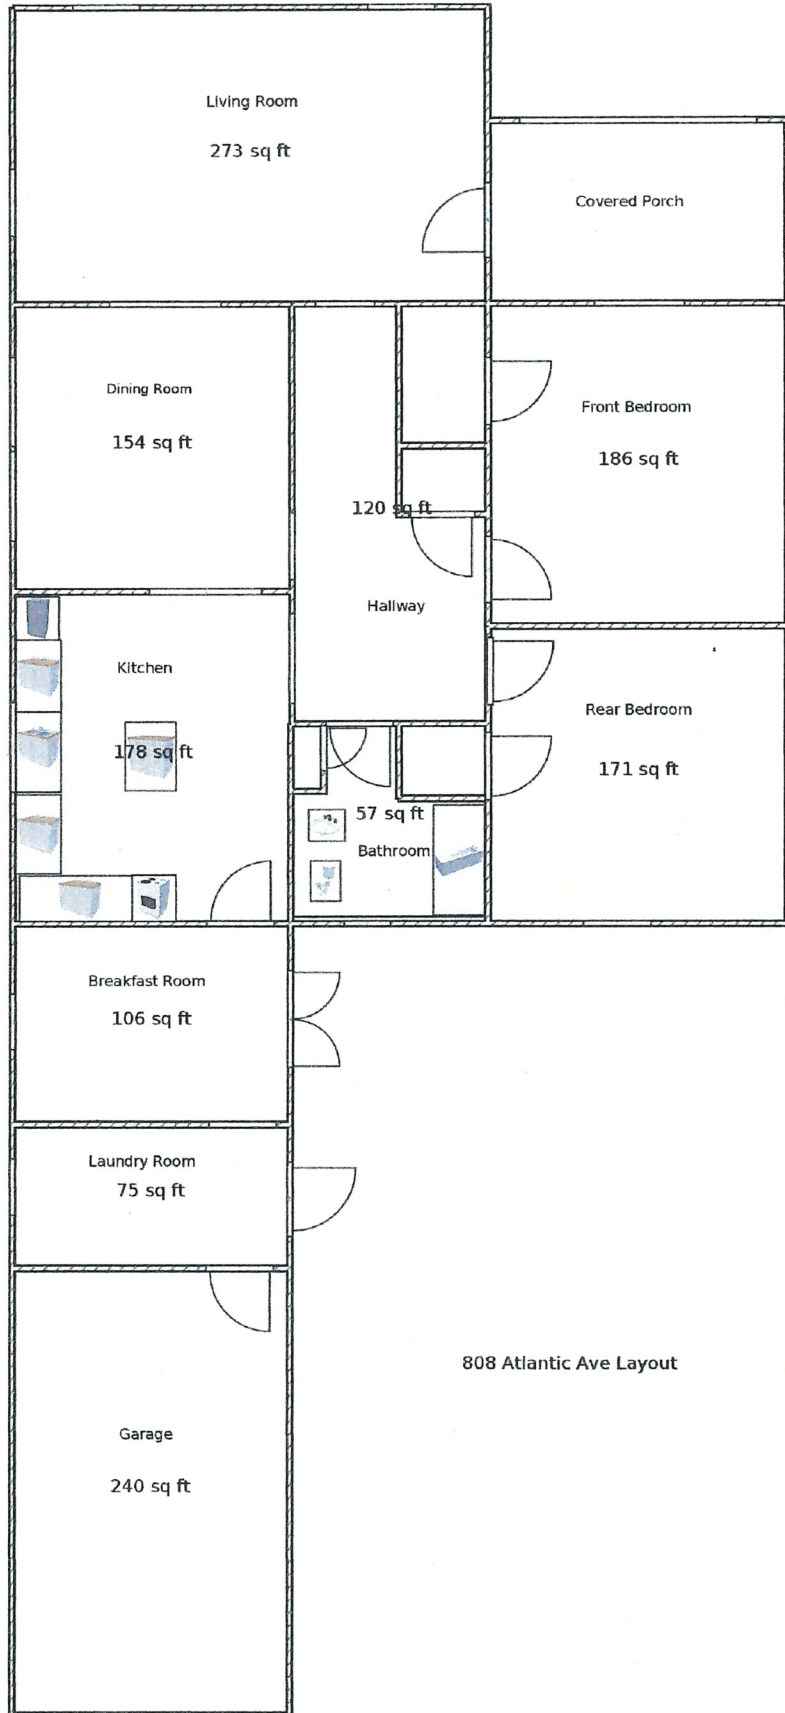 Living Room
273 sq ft
Covered Porch
Dining Room
154 sq ft
Front Bedroom
186 sq ft
120 sq ft
Hallway
Kitchen
178 sq ft
Rear Bedroom
171 sq ft
57 sq ft
Bathroom
Breakfast Room
106 sq ft
Laundry Room
75 sq ft
808 Atlantic Ave Layout
Garage
240 sq ft